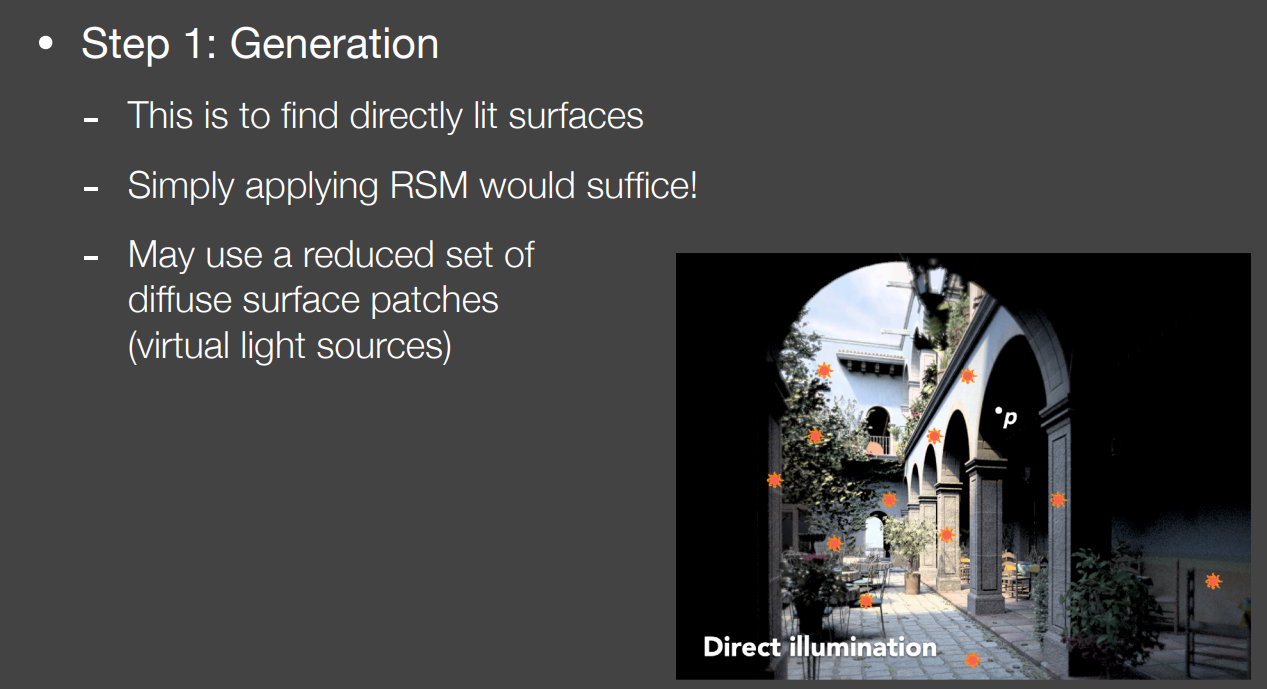 • Step 1: Generation
- This is to find directly lit surfaces
- Simply applying RSM would suffice!
- May use a reduced set of
diffuse surface patches
(virtual light sources)
p
Direct illumination